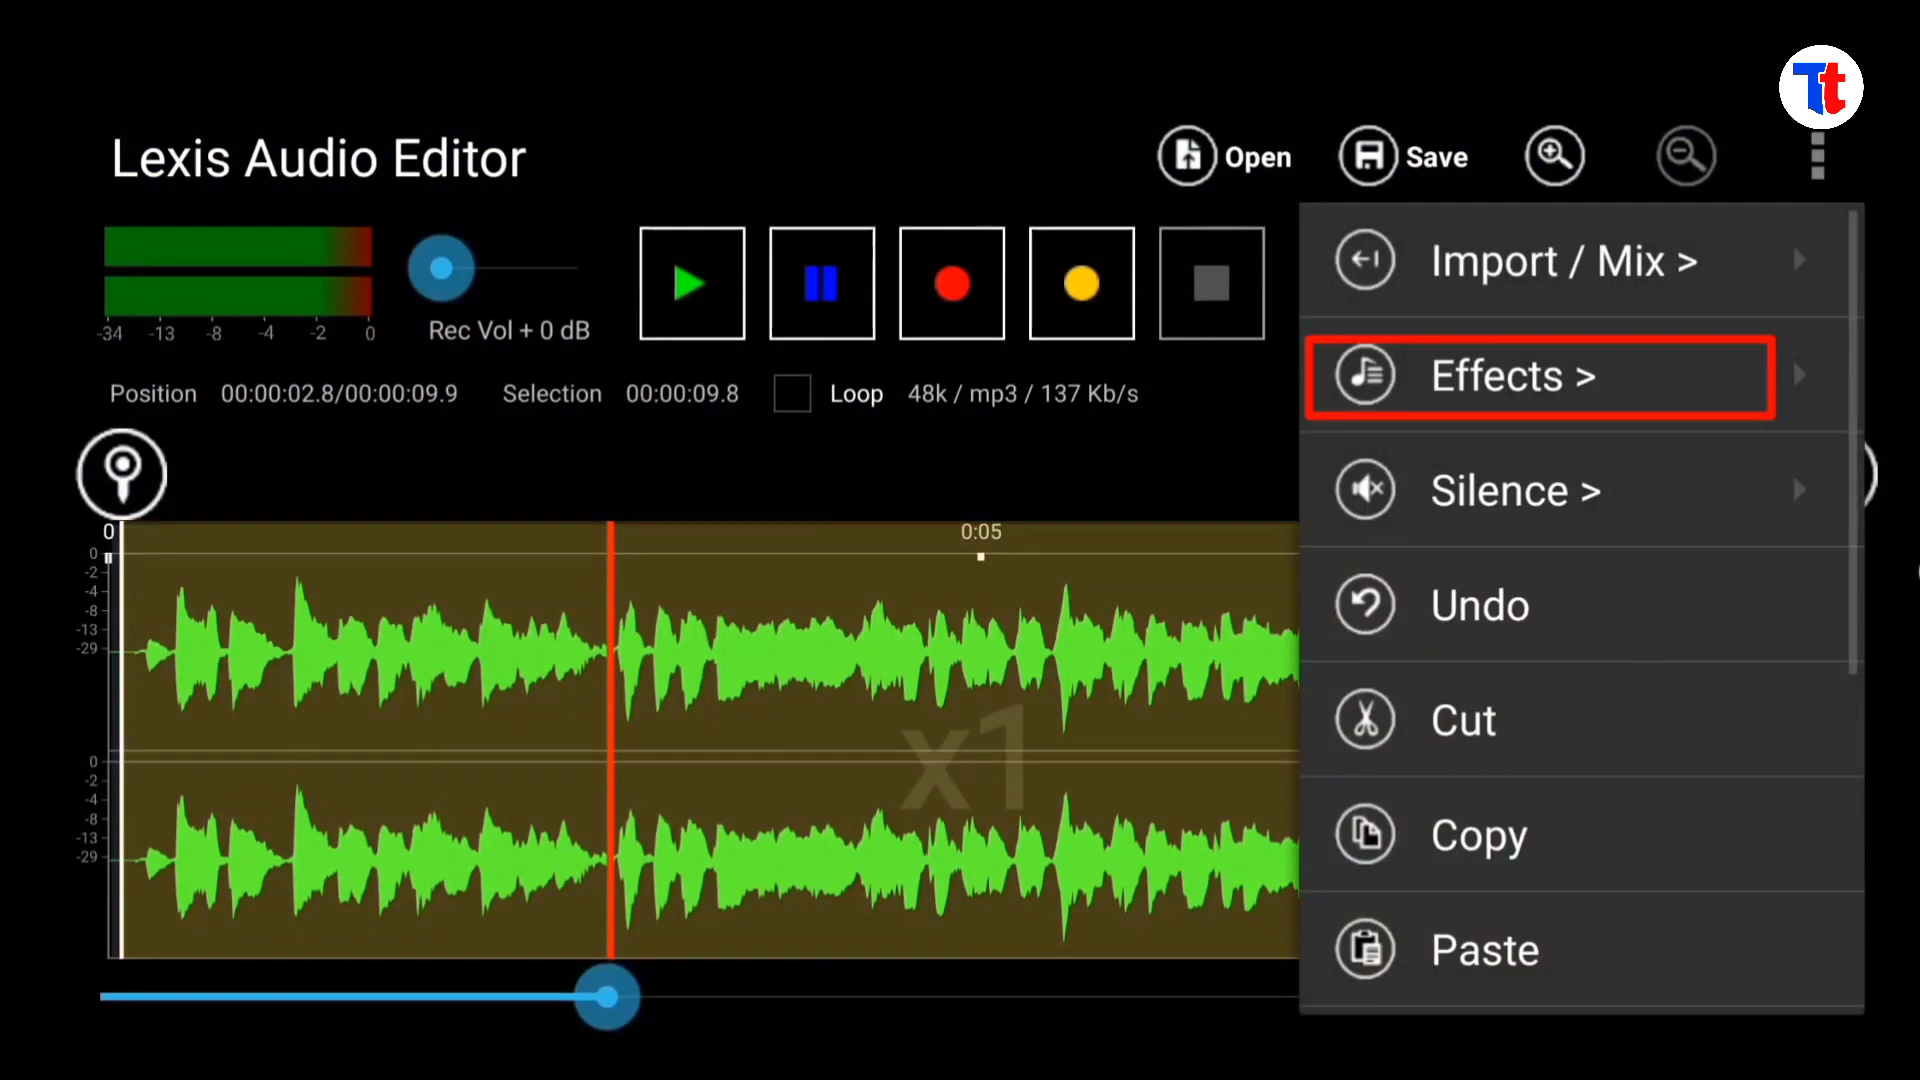 Tt
Lexis Audio Editor
Open
Save
-34 -13 -8 -4 -2 0
Rec Vol + 0 dB
Position 00:00:02.8/00:00:09.9 Selection 00:00:09.8 Loop 48k / mp3 / 137 Kb/s
Import / Mix >
Effects >
Silence >
Undo
Cut
Copy
Paste
0 0:05
0
-2
-4
-8
-13
-29
x1
0
-2
-4
-8
-13
-29